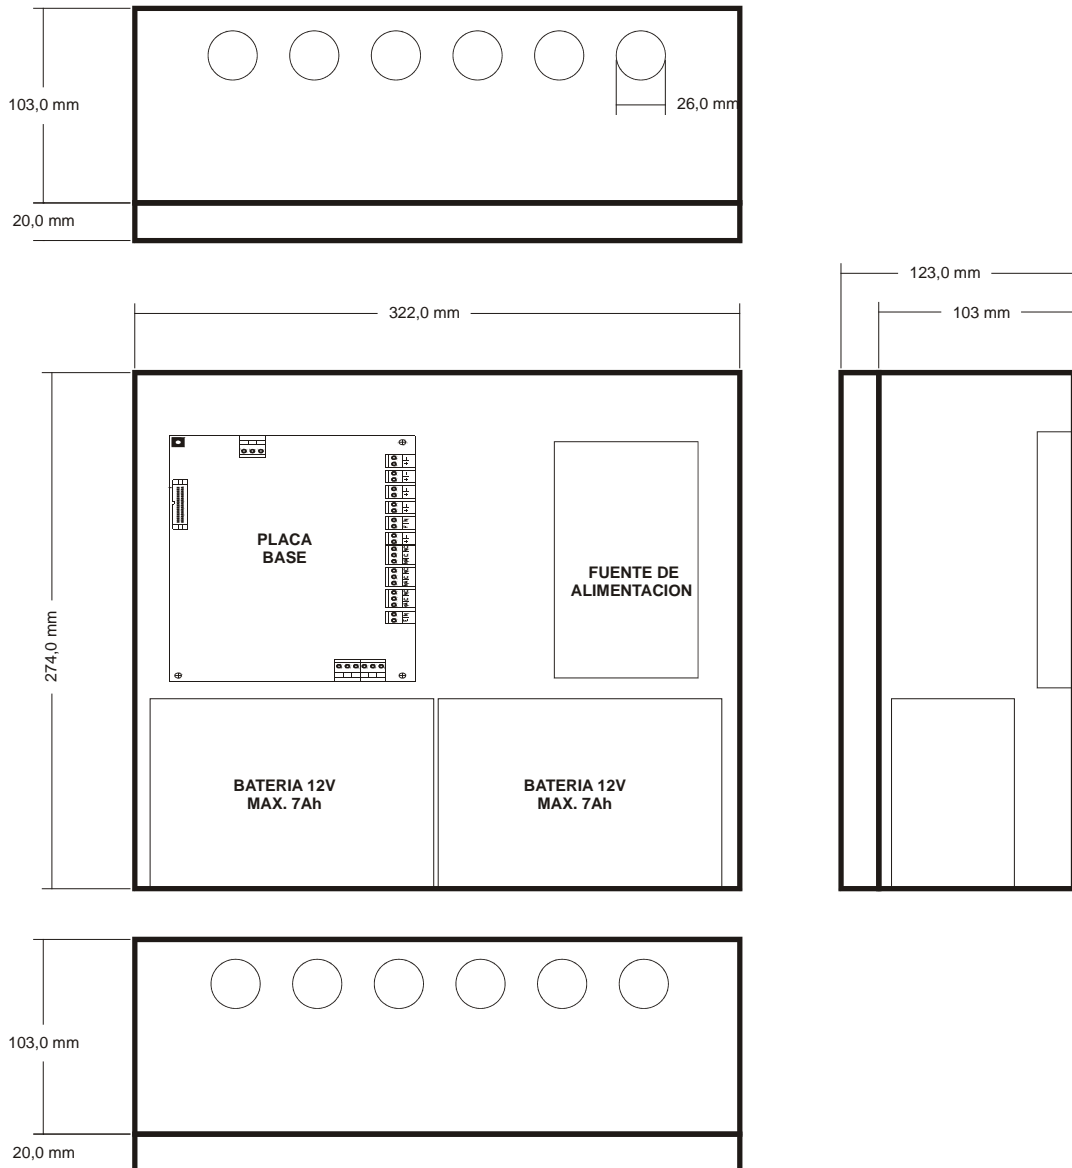 103,0 mm
26,0 mm
20,0 mm
123,0 mm
322,0 mm
103 mm
PLACA
BASE
FUENTE DE
ALIMENTACION
274,0 mm
BATERIA 12V
MAX. 7Ah
BATERIA 12V
MAX. 7Ah
103,0 mm
20,0 mm